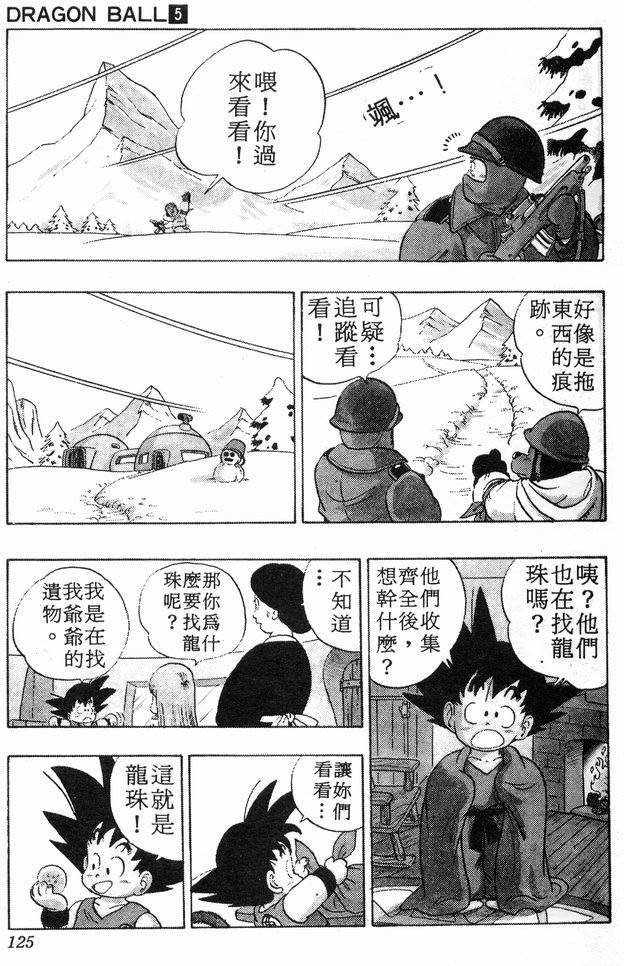 DRAGON BALL 5
颯…！
喂！你過
來看看！
好像是拖
東西的痕
跡。
可疑…
追蹤看
看！
咦？他們
也在找龍
珠嗎？
他們收集
齊全後，
想幹什麼？
不知道
…
那你爲什
麼要找龍
珠呢？
我是在找
我爺爺的
遺物。
讓妳們
看看…
這就是
龍珠！
125